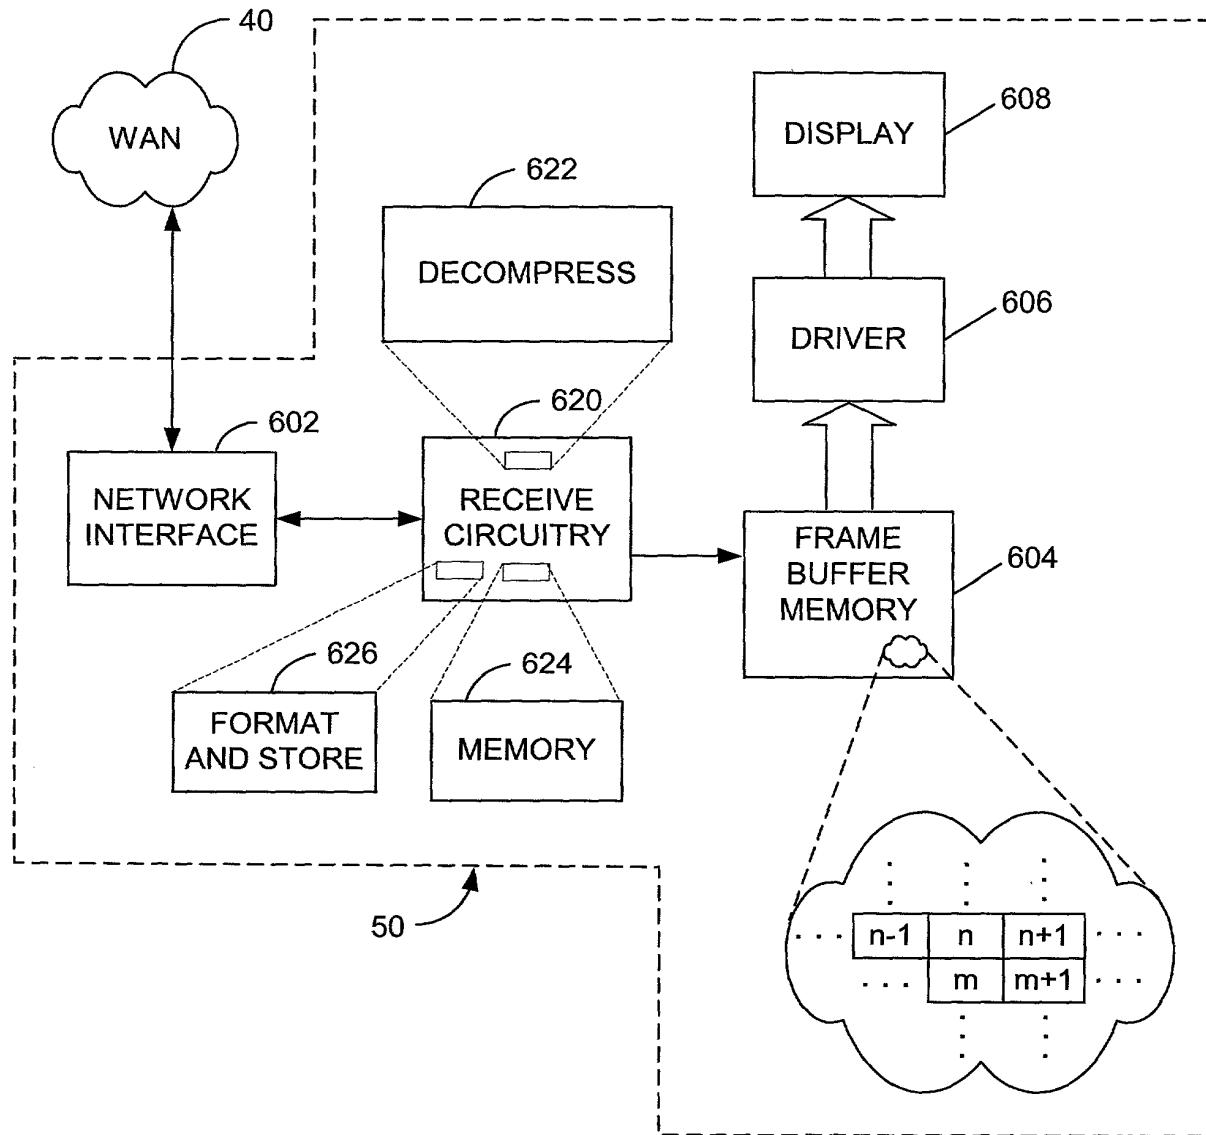 40
WAN
608
DISPLAY
622
DECOMPRESS
606
DRIVER
602
620
NETWORK
INTERFACE
RECEIVE
CIRCUITRY
FRAME
BUFFER
MEMORY
604
626
624
FORMAT
AND STORE
MEMORY
50
n-1 n n+1
m m+1